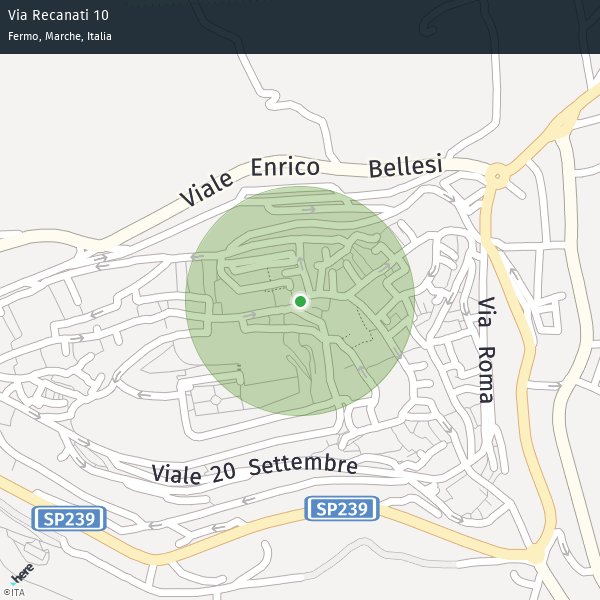 Via Recanati 10
Fermo, Marche, Italia
Viale Enrico Bellesi
Via Roma
Viale 20 Settembre
SP239
SP239
here
©ITA